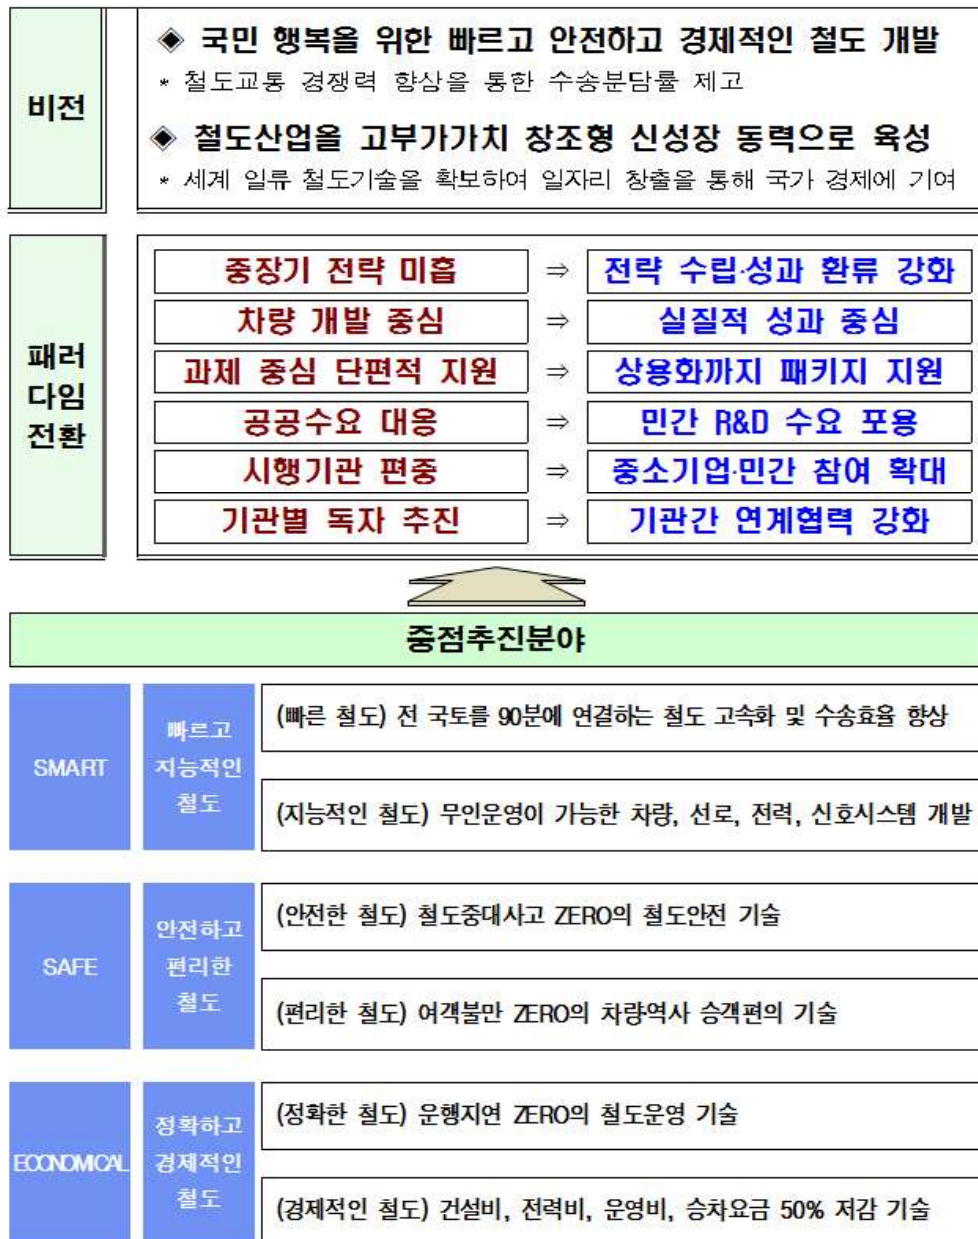 비전
◈ 국민 행복을 위한 빠르고 안전하고 경제적인 철도 개발
* 철도교통 경쟁력 향상을 통한 수송분담률 제고
◈ 철도산업을 고부가가치 창조형 신성장 동력으로 육성
* 세계 일류 철도기술을 확보하여 일자리 창출을 통해 국가 경제에 기여
패러
다임
전환
중장기 전략 미흡 ⇒ 전략 수립·성과 환류 강화
차량 개발 중심 ⇒ 실질적 성과 중심
과제 중심 단편적 지원 ⇒ 상용화까지 패키지 지원
공공수요 대응 ⇒ 민간 R&D 수요 포용
시행기관 편중 ⇒ 중소기업·민간 참여 확대
기관별 독자 추진 ⇒ 기관간 연계협력 강화
중점추진분야
SMART
빠르고
지능적인
철도
(빠른 철도) 전 국토를 90분에 연결하는 철도 고속화 및 수송효율 향상
(지능적인 철도) 무인운영이 가능한 차량, 선로, 전력, 신호시스템 개발
SAFE
안전하고
편리한
철도
(안전한 철도) 철도중대사고 ZERO의 철도안전 기술
(편리한 철도) 여객불만 ZERO의 차량·역사 승객편의 기술
ECONOMICAL
정확하고
경제적인
철도
(정확한 철도) 운행지연 ZERO의 철도운영 기술
(경제적인 철도) 건설비, 전력비, 운영비, 승차요금 50% 저감 기술